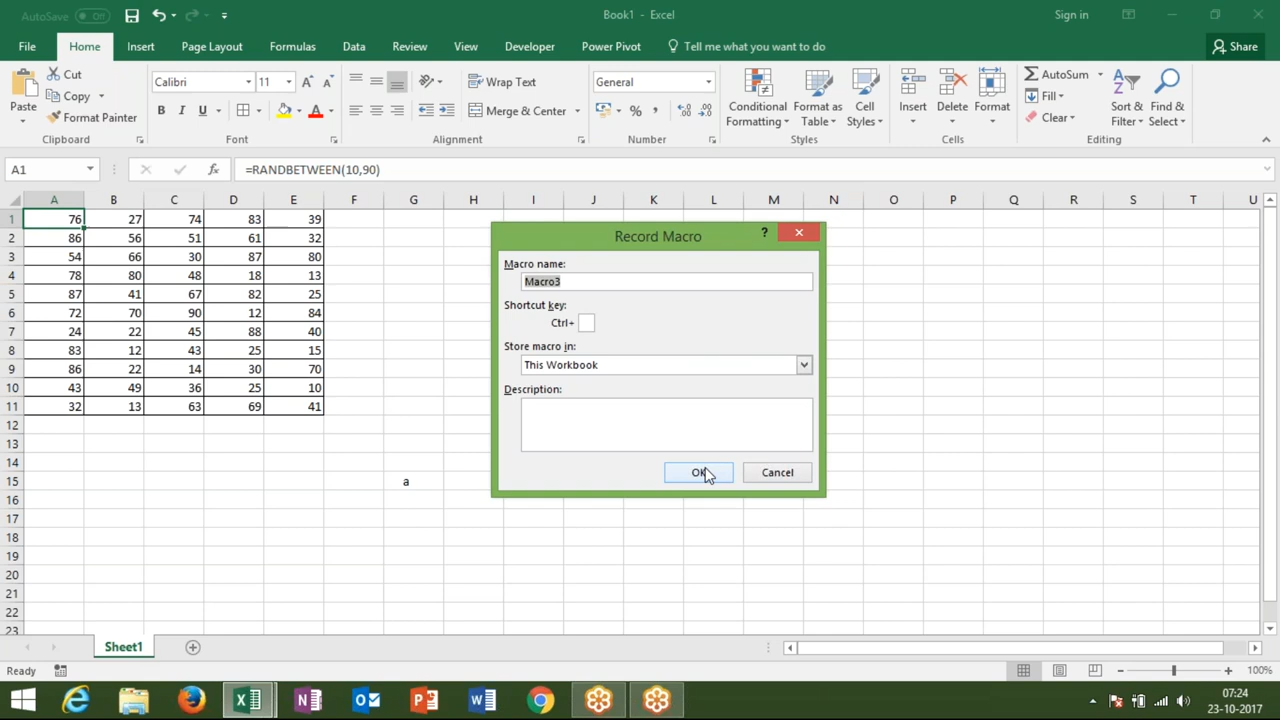 AutoSave Off Book1 - Excel Sign in
File Home Insert Page Layout Formulas Data Review View Developer Power Pivot Tell me what you want to do Share
Paste Cut Copy Format Painter Clipboard
Calibri 11 A A B I U A Font
Wrap Text Merge & Center Alignment
General % , Number
Conditional Formatting Format as Table Cell Styles Styles
Insert Delete Format Cells
AutoSum Fill Clear Sort & Filter Find & Select Editing
A1 fx =RANDBETWEEN(10,90)
A B C D E F G H I J K L M N O P Q R S T U
1 76 27 74 83 39
2 86 56 51 61 32
3 54 66 30 87 80
4 78 80 48 18 13
5 87 41 67 82 25
6 72 70 90 12 84
7 24 22 45 88 40
8 83 12 43 25 15
9 86 22 14 30 70
10 43 49 36 25 10
11 32 13 63 69 41
12
13
14
15 a
16
17
18
19
20
21
22
23
Record Macro ?
Macro name:
Macro3
Shortcut key:
Ctrl+
Store macro in:
This Workbook
Description:
OK Cancel
Sheet1
Ready 100%
07:24
23-10-2017